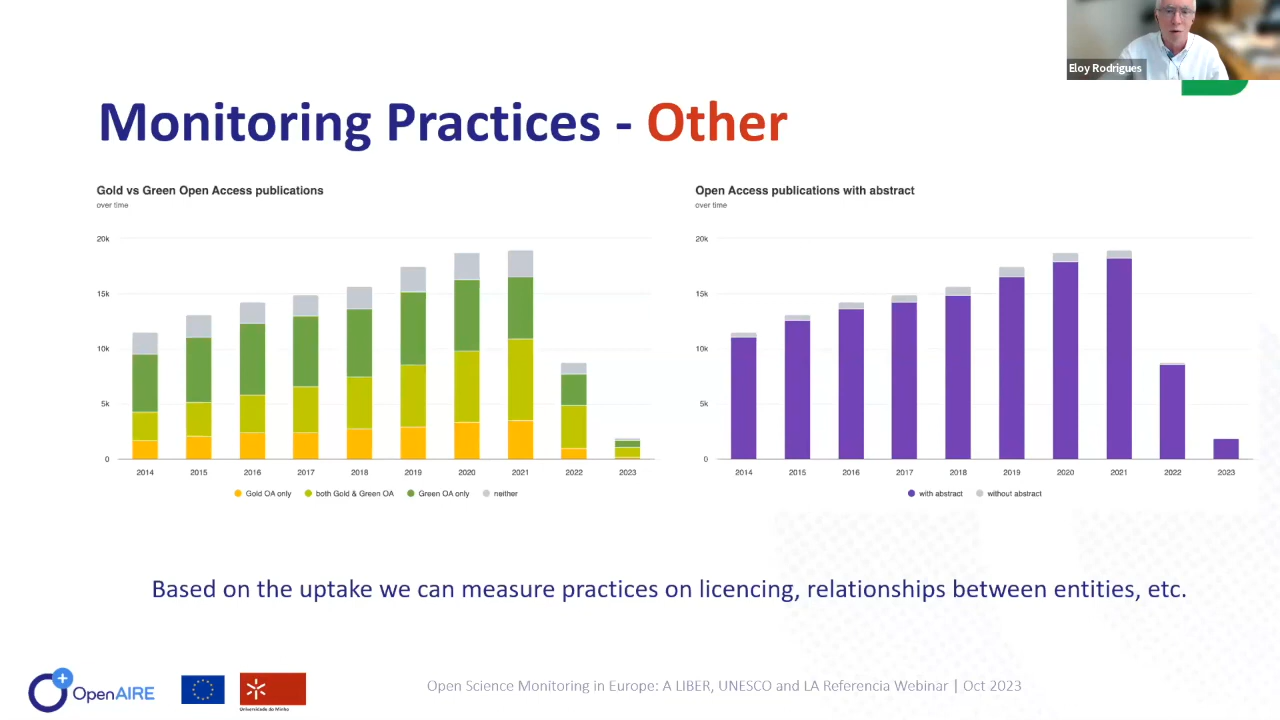 Eloy Rodrigues
Monitoring Practices - Other
Gold vs Green Open Access publications
over time
20k
15k
10k
5k
0
2014 2015 2016 2017 2018 2019 2020 2021 2022 2023
Gold OA only both Gold & Green OA Green OA only neither
Open Access publications with abstract
over time
20k
15k
10k
5k
0
2014 2015 2016 2017 2018 2019 2020 2021 2022 2023
with abstract without abstract
Based on the uptake we can measure practices on licencing, relationships between entities, etc.
OpenAIRE
Universidade do Minho
Open Science Monitoring in Europe: A LIBER, UNESCO and LA Referencia Webinar | Oct 2023